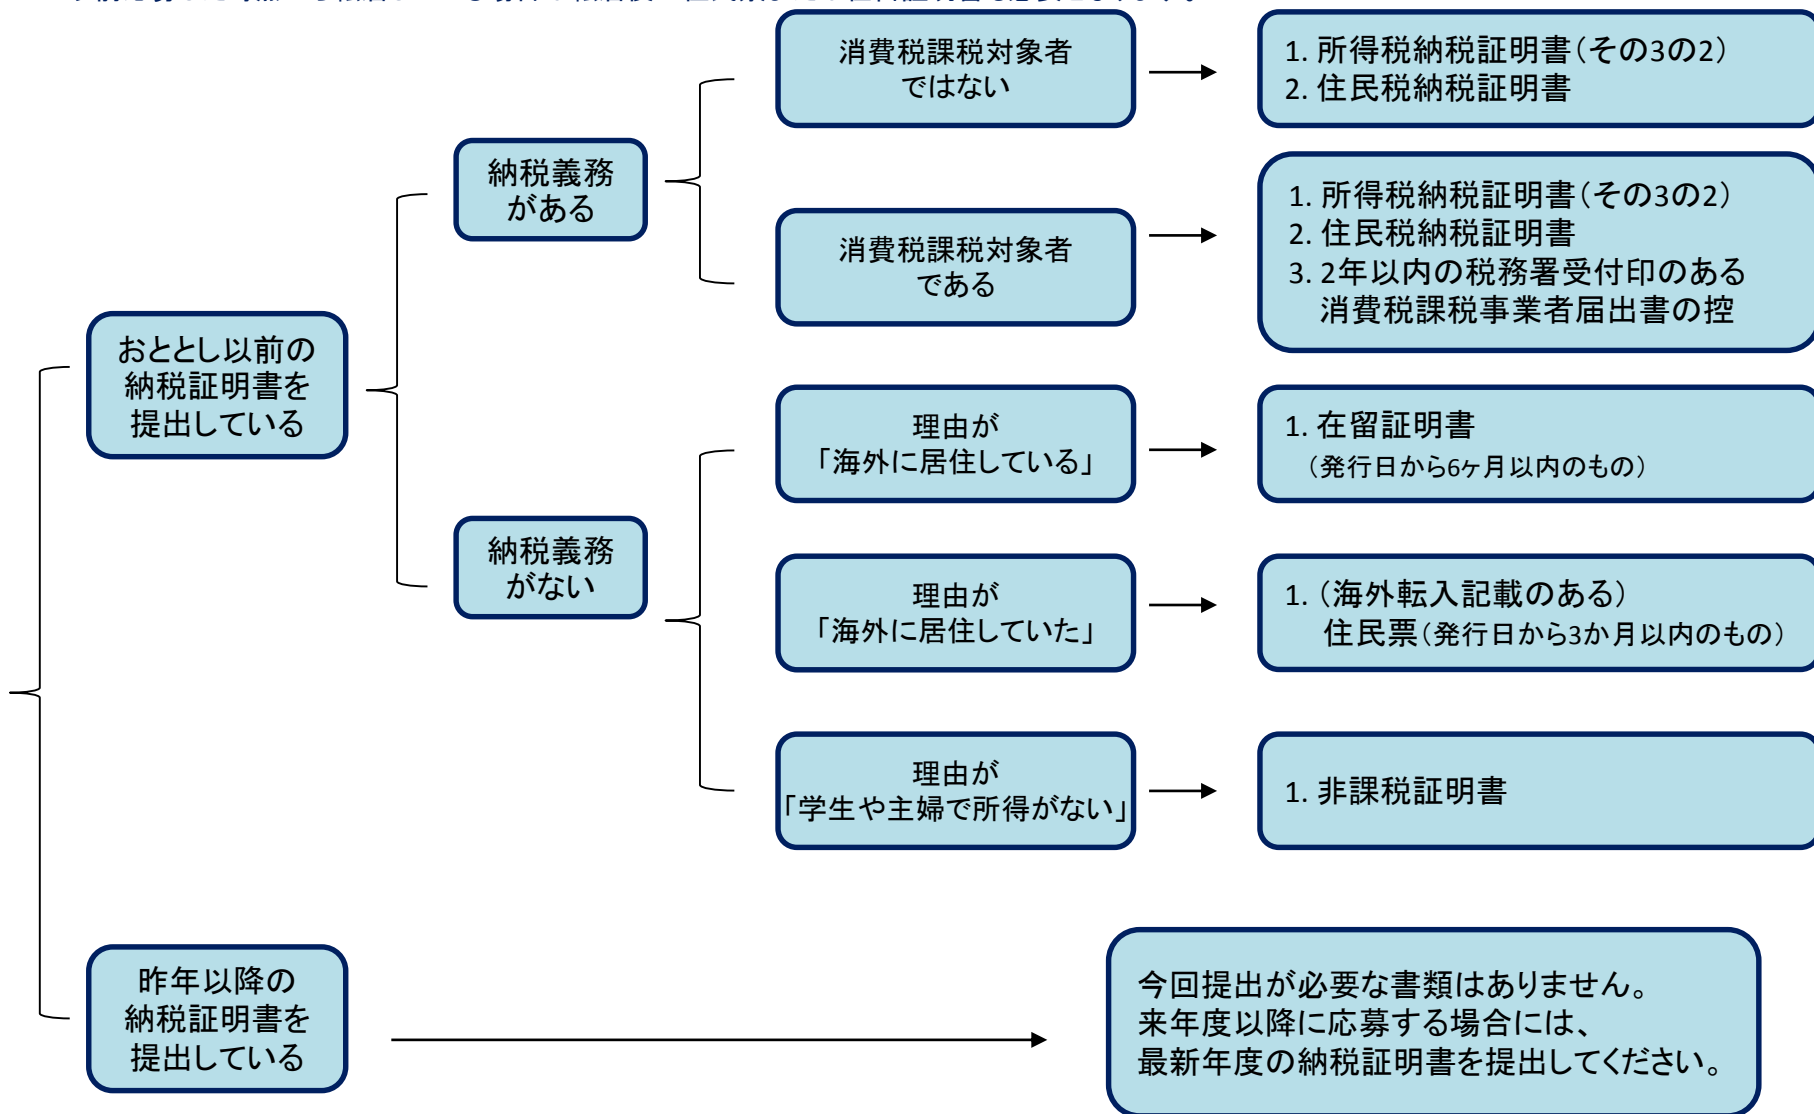 消費税課税対象者
ではない
1. 所得税納税証明書(その3の2)
2. 住民税納税証明書
納税義務
がある
消費税課税対象者
である
1. 所得税納税証明書(その3の2)
2. 住民税納税証明書
3. 2年以内の税務署受付印のある
消費税課税事業者届出書の控
おととし以前の
納税証明書を
提出している
理由が
「海外に居住している」
1. 在留証明書
(発行日から6ヶ月以内のもの)
納税義務
がない
理由が
「海外に居住していた」
1. (海外転入記載のある)
住民票(発行日から3か月以内のもの)
理由が
「学生や主婦で所得がない」
1. 非課税証明書
昨年以降の
納税証明書を
提出している
今回提出が必要な書類はありません。
来年度以降に応募する場合には、
最新年度の納税証明書を提出してください。